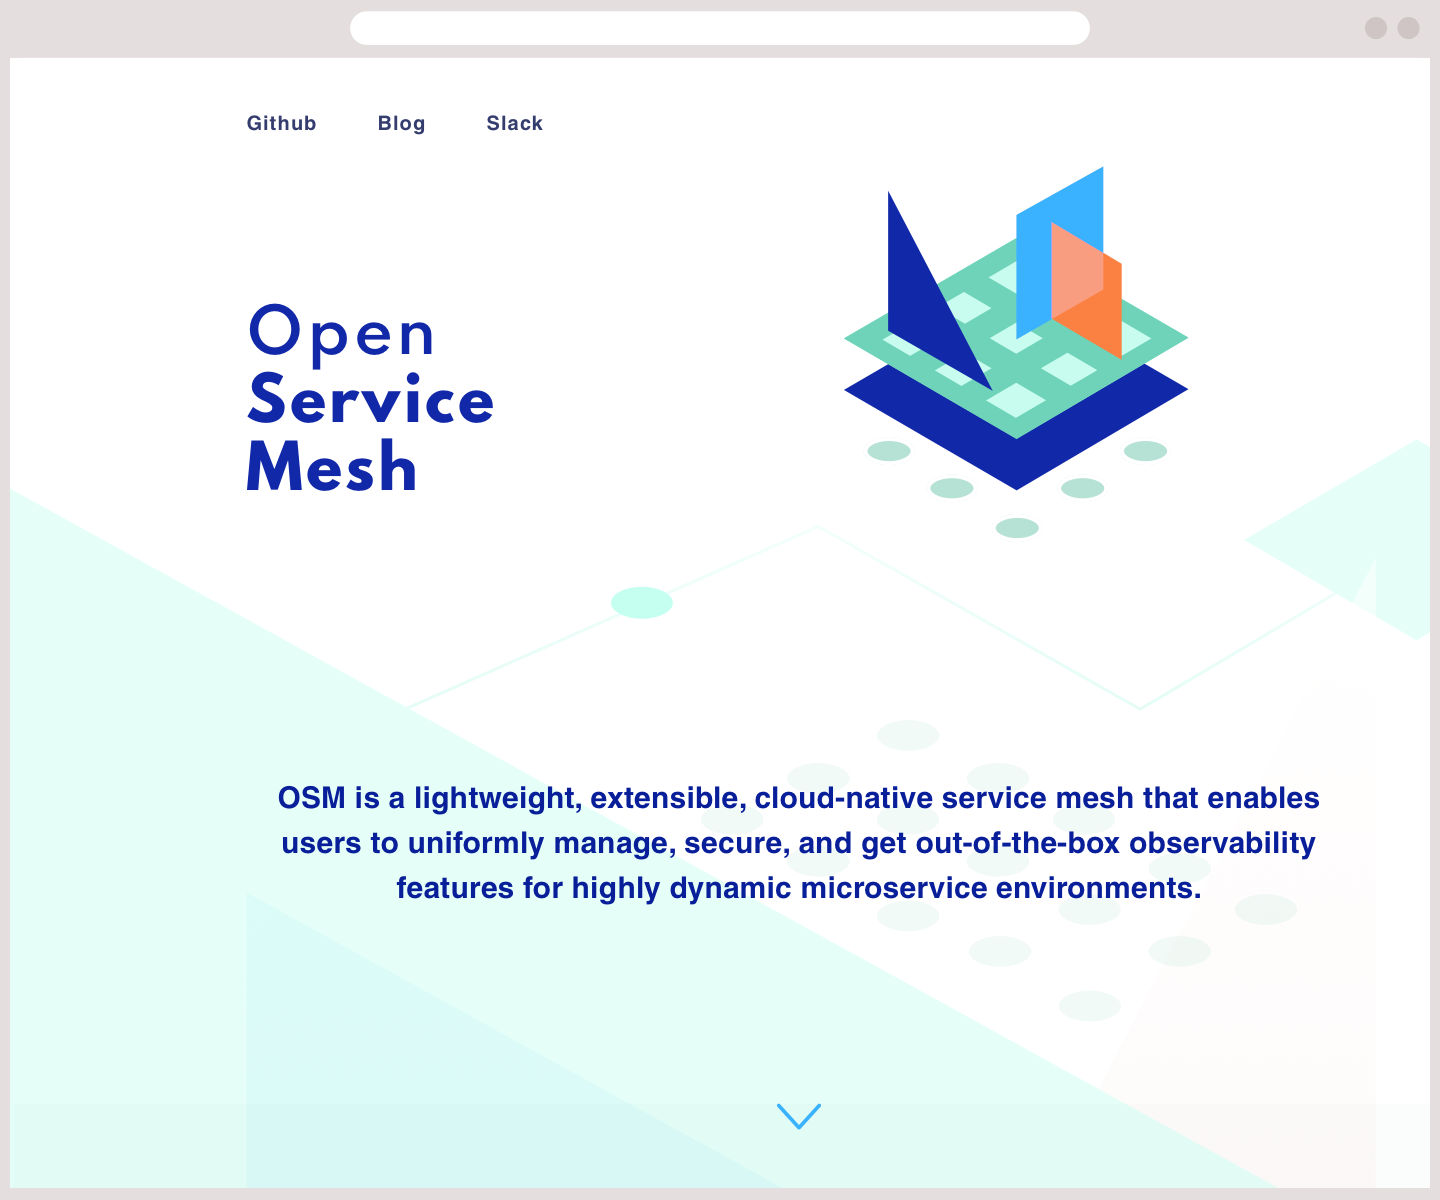 Github Blog Slack
Open
Service
Mesh
OSM is a lightweight, extensible, cloud-native service mesh that enables
users to uniformly manage, secure, and get out-of-the-box observability
features for highly dynamic microservice environments.